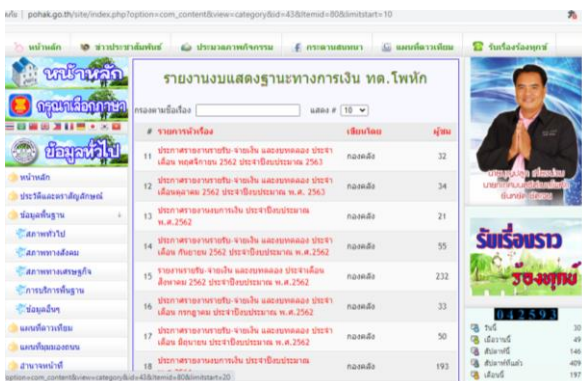 pohak.go.th/site/index.php?option=com_content&view=category&id=43&Itemid=80&limitstart=10
หน้าหลัก
ข่าวประชาสัมพันธ์
ประมวลภาพกิจกรรม
กระดานสนทนา
แผนที่ดาวเทียม
รับเรื่องร้องทุกข์
หน้าหลัก
กรุณาเลือกภาษา
ข้อมูลทั่วไป
หน้าหลัก
ประวัติและตราสัญลักษณ์
ข้อมูลพื้นฐาน
สภาพทั่วไป
สภาพทางสังคม
สภาพทางเศรษฐกิจ
การบริการพื้นฐาน
ข้อมูลอื่นๆ
แผนที่ดาวเทียม
แผนที่มุมมองถนน
อำนาจหน้าที่
รายงานงบแสดงฐานะทางการเงิน ทต.โพหัก
กรองตามชื่อเรื่อง แสดง # 10
# รายการหัวเรื่อง เขียนโดย ผู้ชม
11 ประกาศรายงานรายรับ-จ่ายเงิน และงบทดลอง ประจำ
เดือน พฤศจิกายน 2562 ประจำปีงบประมาณ 2563 กองคลัง 32
12 ประกาศรายงานรายรับ-จ่ายเงิน และงบทดลอง ประจำ
เดือนตุลาคม 2562 ประจำปีงบประมาณ พ.ศ. 2563 กองคลัง 34
13 ประกาศรายงานงบการเงิน ประจำปีงบประมาณ
พ.ศ.2562 กองคลัง 21
14 ประกาศรายงานรายรับ-จ่ายเงิน และงบทดลอง ประจำ
เดือน กันยายน 2562 ประจำปีงบประมาณ พ.ศ.2562 กองคลัง 55
15 รายงานรายรับ-จ่ายเงิน และงบทดลอง ประจำเดือน
สิงหาคม 2562 ประจำปีงบประมาณ พ.ศ.2562 กองคลัง 232
16 ประกาศรายงานรายรับ-จ่ายเงิน และงบทดลอง ประจำ
เดือน กรกฎาคม ประจำปีงบประมาณ พ.ศ.2562 กองคลัง 33
17 ประกาศรายงานรายรับ-จ่ายเงิน และงบทดลอง ประจำ
เดือน มิถุนายน ประจำปีงบประมาณ พ.ศ.2562 กองคลัง 50
18 ประกาศรายงานงบการเงิน ประจำปีงบประมาณ กองคลัง 193
รับเรื่องราว
ร้องทุกข์
042593
วันนี้ 30
เมื่อวานนี้ 49
สัปดาห์นี้ 146
สัปดาห์ที่แล้ว 409
เดือนนี้ 197
option=com_content&view=category&id=43&Itemid=80&limitstart=20